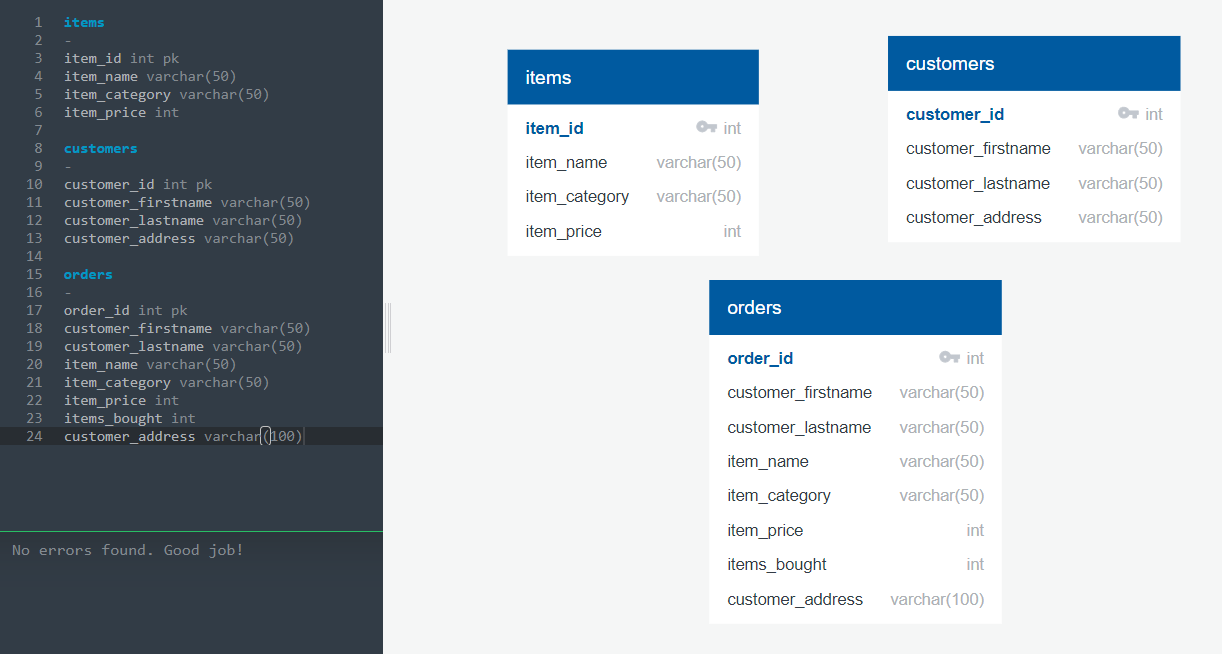 1 items
2 -
3 item_id int pk
4 item_name varchar(50)
5 item_category varchar(50)
6 item_price int
7
8 customers
9 -
10 customer_id int pk
11 customer_firstname varchar(50)
12 customer_lastname varchar(50)
13 customer_address varchar(50)
14
15 orders
16 -
17 order_id int pk
18 customer_firstname varchar(50)
19 customer_lastname varchar(50)
20 item_name varchar(50)
21 item_category varchar(50)
22 item_price int
23 items_bought int
24 customer_address varchar(100)
No errors found. Good job!
items
item_id int
item_name varchar(50)
item_category varchar(50)
item_price int
customers
customer_id int
customer_firstname varchar(50)
customer_lastname varchar(50)
customer_address varchar(50)
orders
order_id int
customer_firstname varchar(50)
customer_lastname varchar(50)
item_name varchar(50)
item_category varchar(50)
item_price int
items_bought int
customer_address varchar(100)